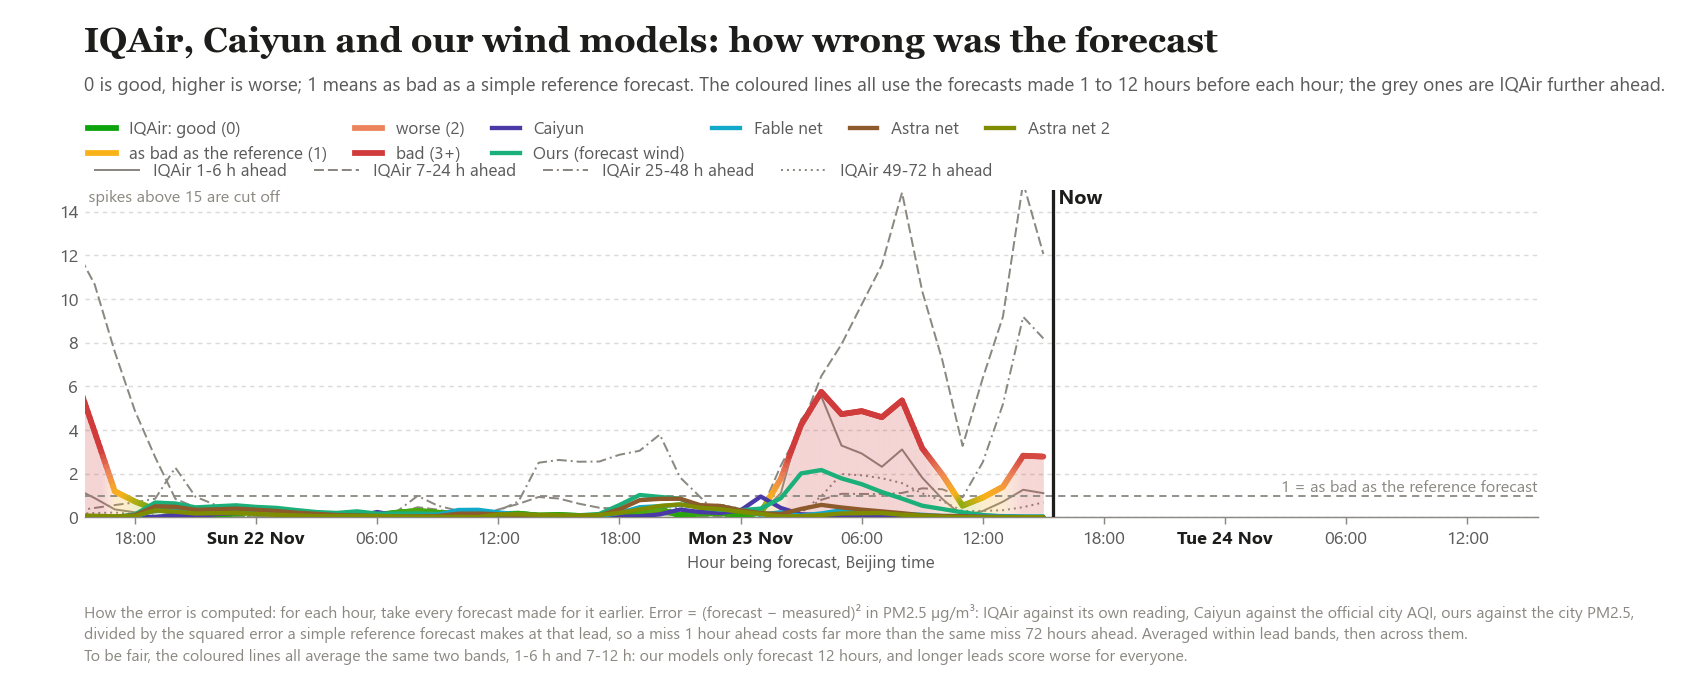 IQAir, Caiyun and our wind models: how wrong was the forecast
0 is good, higher is worse; 1 means as bad as a simple reference forecast. The coloured lines all use the forecasts made 1 to 12 hours before each hour; the grey ones are IQAir further ahead.
IQAir: good (0) worse (2) Caiyun Fable net Astra net Astra net 2
as bad as the reference (1) bad (3+) Ours (forecast wind)
IQAir 1-6 h ahead IQAir 7-24 h ahead IQAir 25-48 h ahead IQAir 49-72 h ahead
spikes above 15 are cut off
Now
14
12
10
8
6
4
2
1 = as bad as the reference forecast
0
18:00 Sun 22 Nov 06:00 12:00 18:00 Mon 23 Nov 06:00 12:00 18:00 Tue 24 Nov 06:00 12:00
Hour being forecast, Beijing time
How the error is computed: for each hour, take every forecast made for it earlier. Error = (forecast − measured)² in PM2.5 µg/m³: IQAir against its own reading, Caiyun against the official city AQI, ours against the city PM2.5,
divided by the squared error a simple reference forecast makes at that lead, so a miss 1 hour ahead costs far more than the same miss 72 hours ahead. Averaged within lead bands, then across them.
To be fair, the coloured lines all average the same two bands, 1-6 h and 7-12 h: our models only forecast 12 hours, and longer leads score worse for everyone.